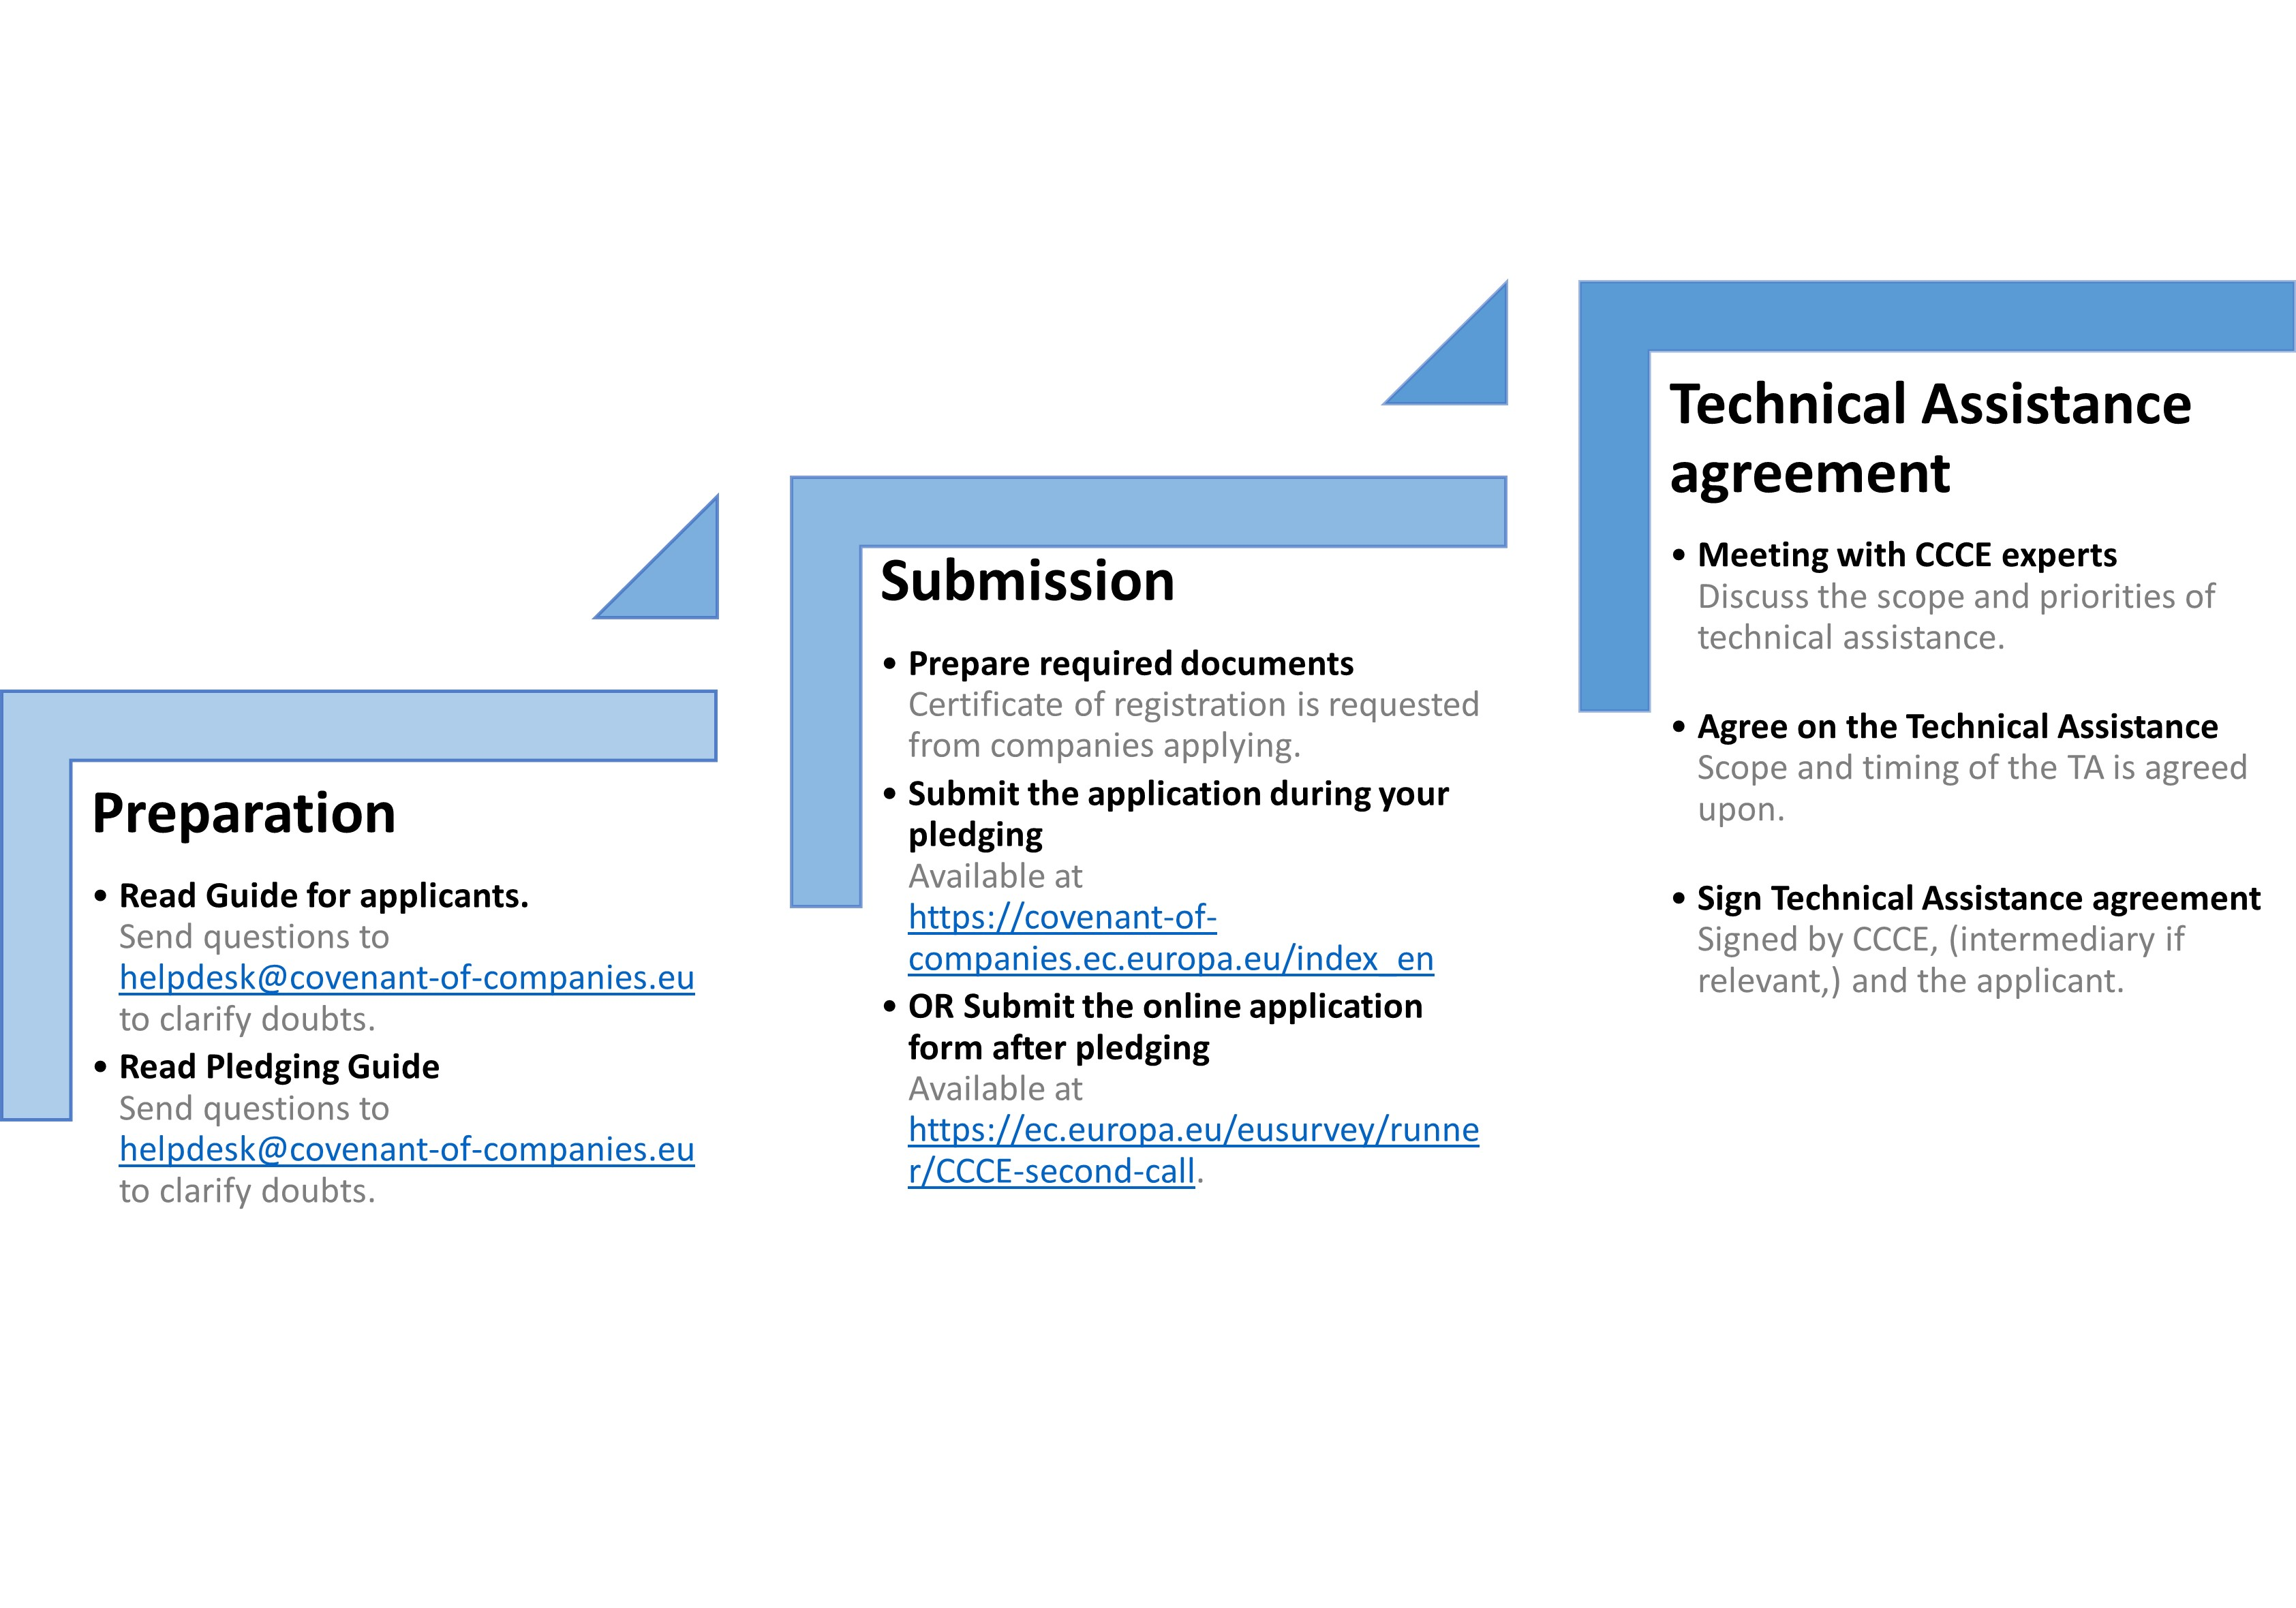 Preparation
• Read Guide for applicants.
Send questions to
helpdesk@covenant-of-companies.eu
to clarify doubts.
• Read Pledging Guide
Send questions to
helpdesk@covenant-of-companies.eu
to clarify doubts.
Submission
• Prepare required documents
Certificate of registration is requested
from companies applying.
• Submit the application during your
pledging
Available at
https://covenant-of-
companies.ec.europa.eu/index_en
• OR Submit the online application
form after pledging
Available at
https://ec.europa.eu/eusurvey/runne
r/CCCE-second-call.
Technical Assistance
agreement
• Meeting with CCCE experts
Discuss the scope and priorities of
technical assistance.
• Agree on the Technical Assistance
Scope and timing of the TA is agreed
upon.
• Sign Technical Assistance agreement
Signed by CCCE, (intermediary if
relevant,) and the applicant.